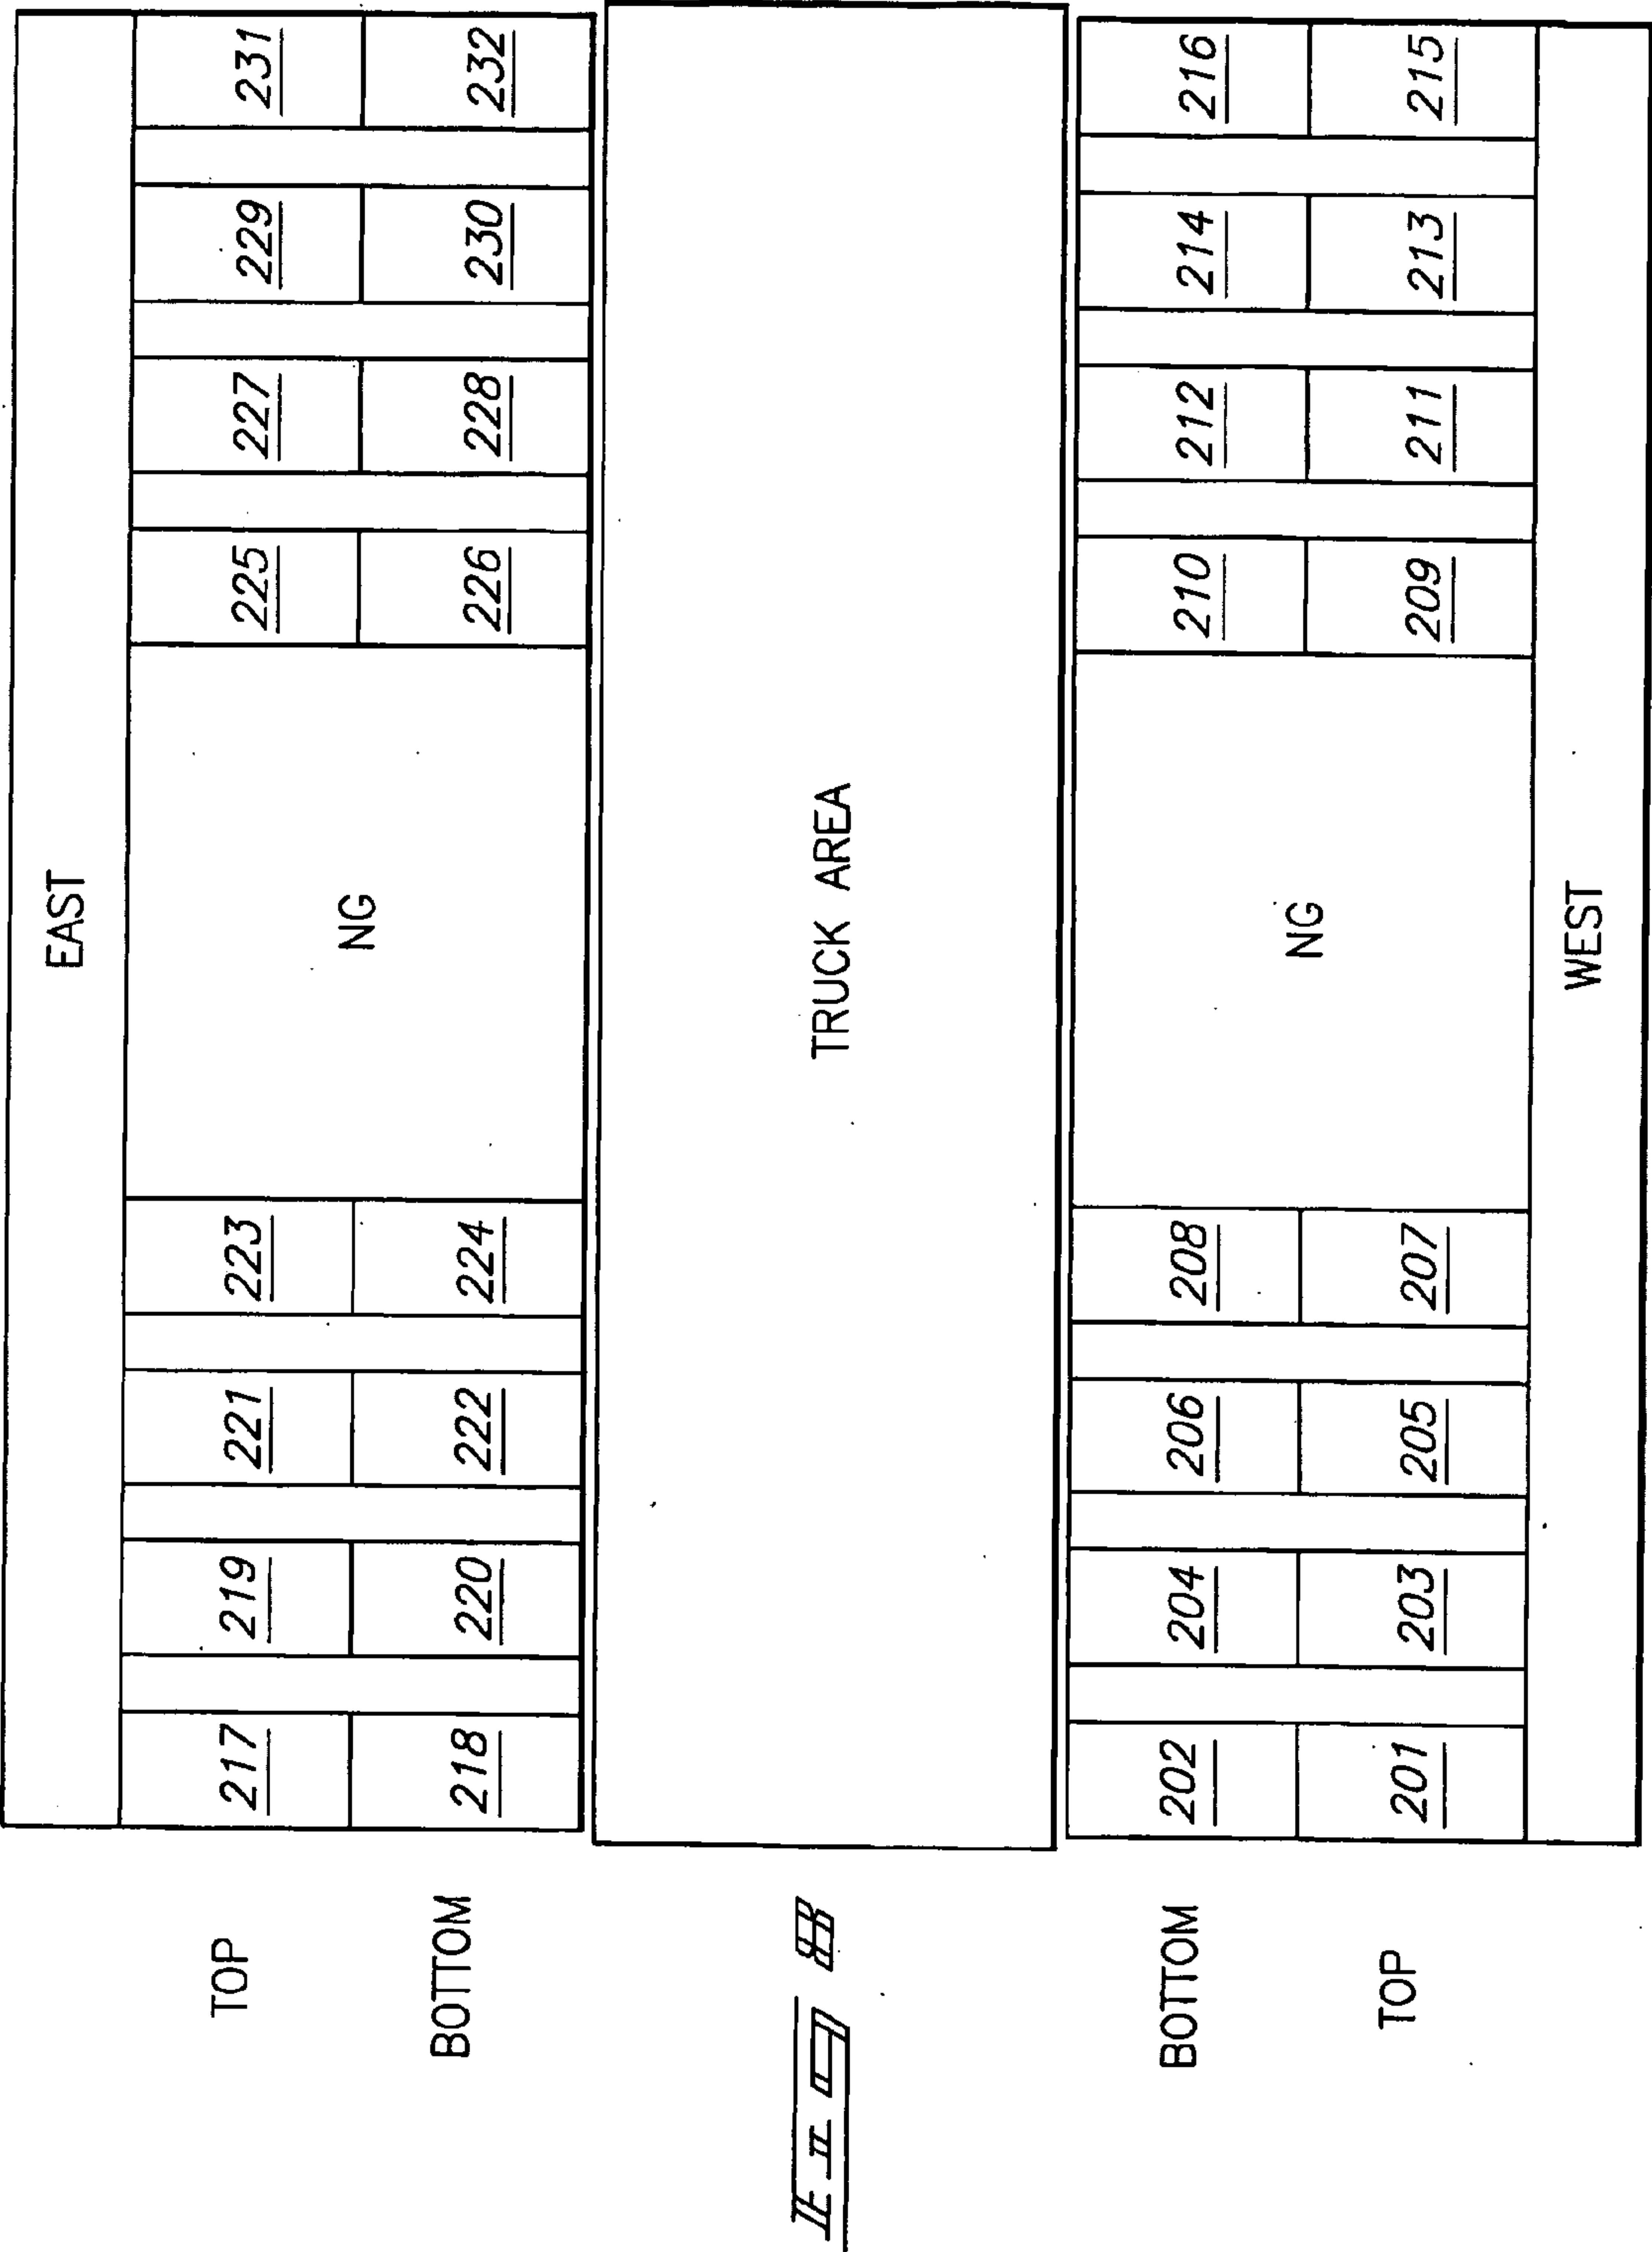 EAST
TOP 217 219 221 223 225 227 229 231
NG
BOTTOM 218 220 222 224 226 228 230 232
TRUCK AREA
FIG 8
BOTTOM 202 204 206 208 210 212 214 216
NG
TOP 201 203 205 207 209 211 213 215
WEST